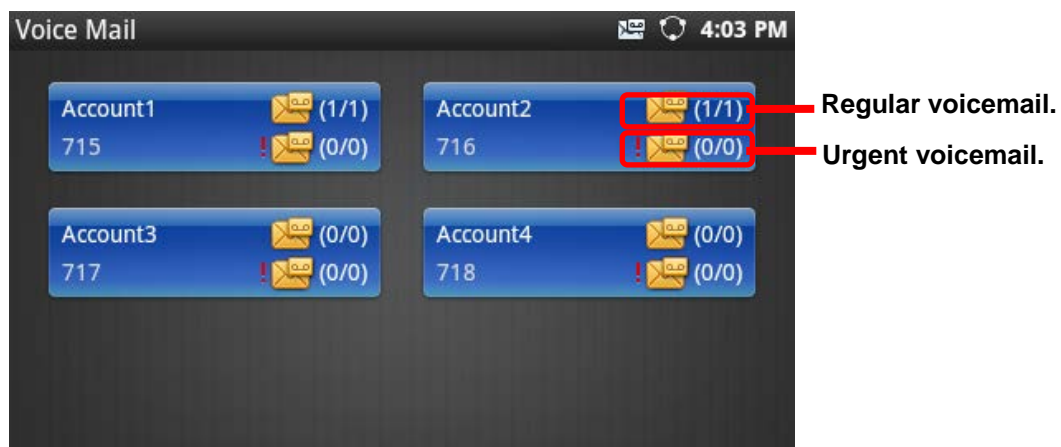 Voice Mail 4:03 PM
Account1 (1/1)
715 ! (0/0)
Account2 (1/1)
716 ! (0/0)
Regular voicemail.
Urgent voicemail.
Account3 (0/0)
717 ! (0/0)
Account4 (0/0)
718 ! (0/0)